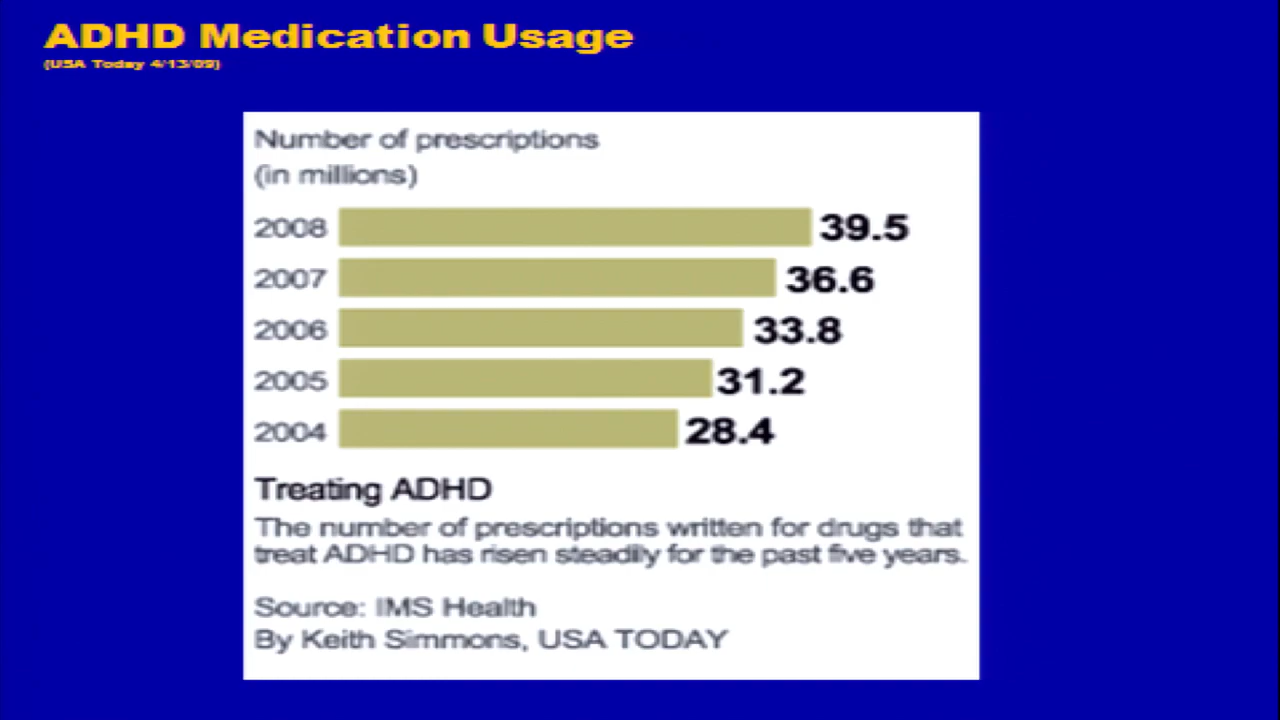 ADHD Medication Usage
(USA Today 4/13/09)
Number of prescriptions
(in millions)
2008 39.5
2007 36.6
2006 33.8
2005 31.2
2004 28.4
Treating ADHD
The number of prescriptions written for drugs that
treat ADHD has risen steadily for the past five years.
Source: IMS Health
By Keith Simmons, USA TODAY